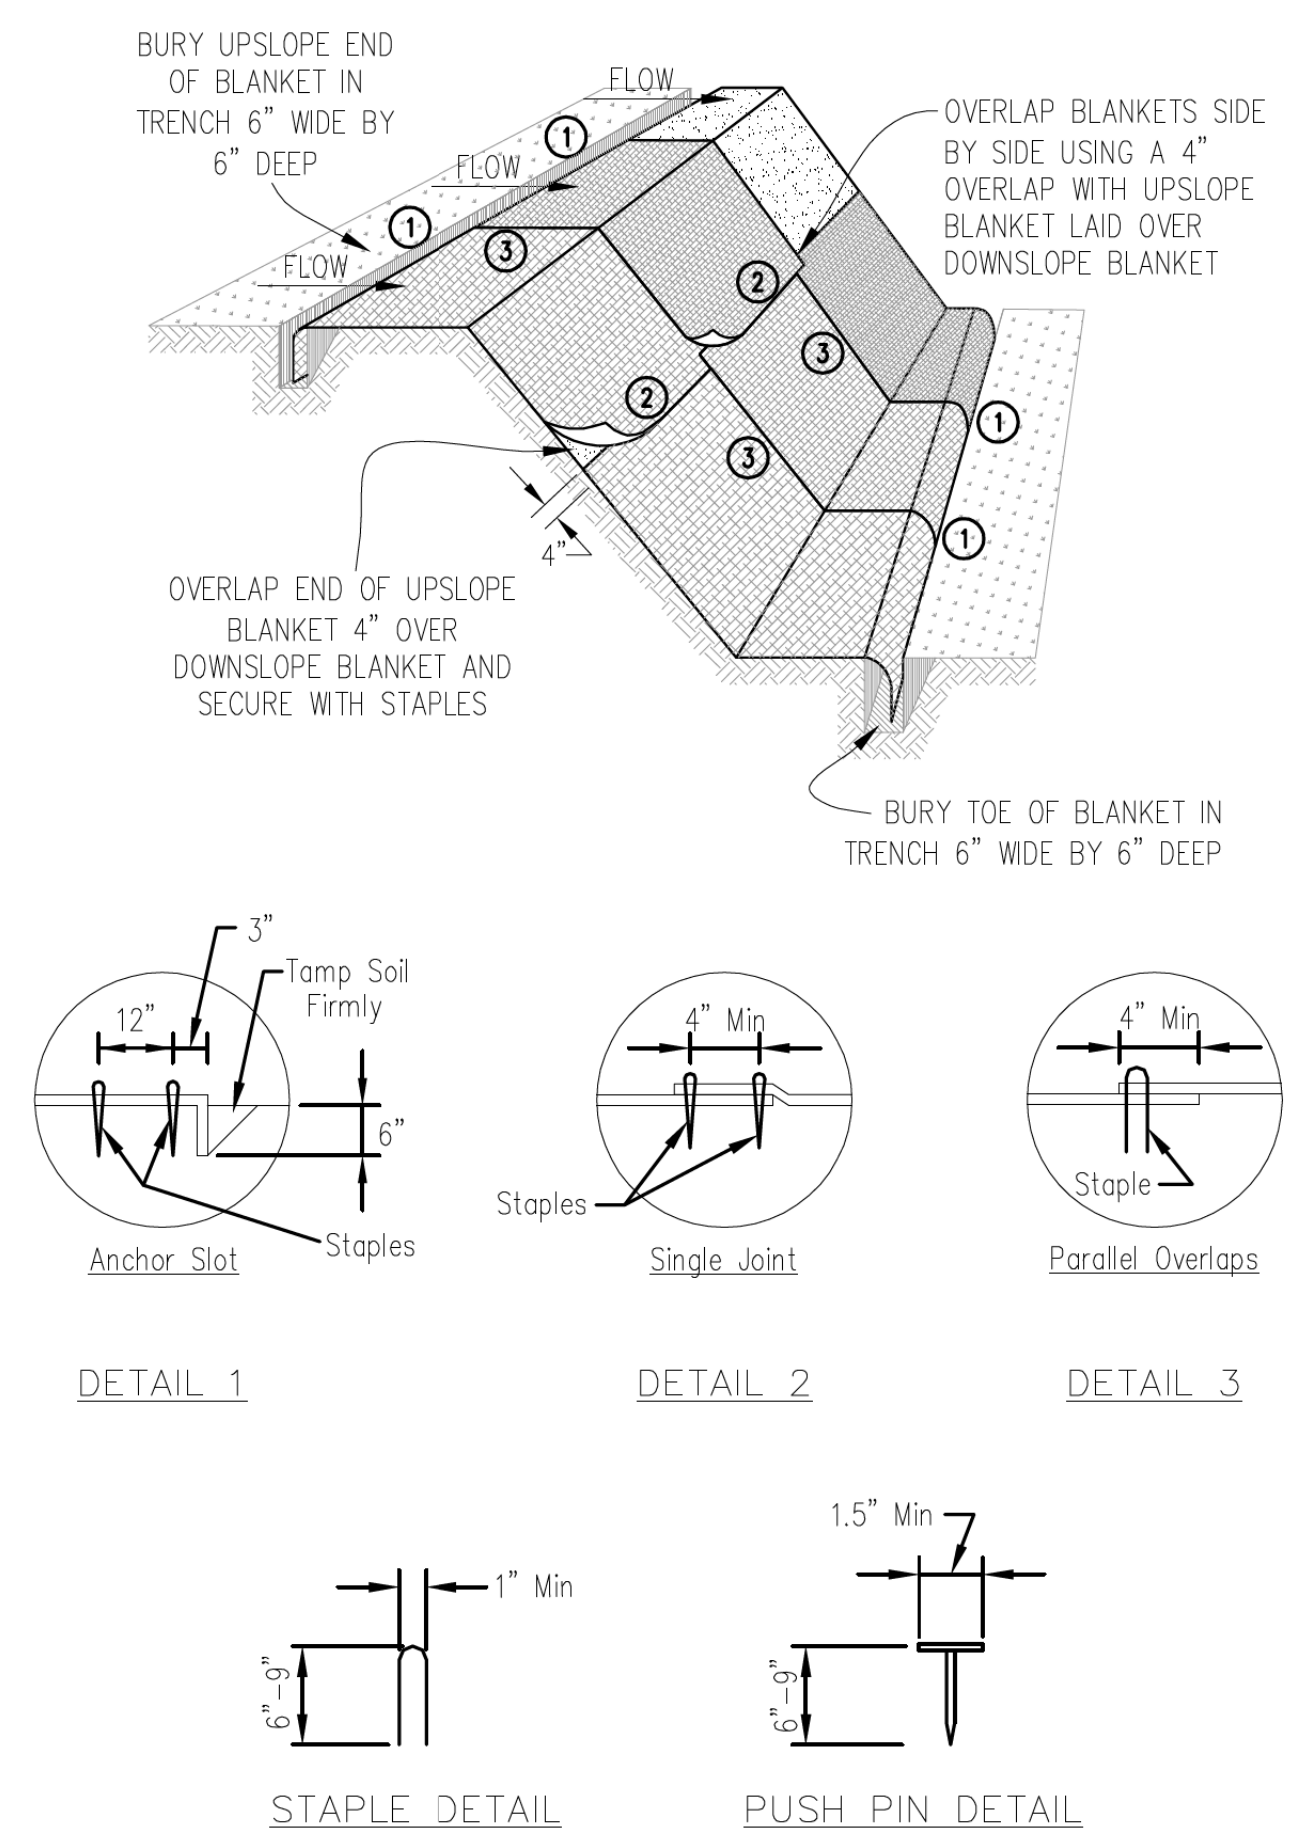 BURY UPSLOPE END
OF BLANKET IN
TRENCH 6" WIDE BY
6" DEEP
FLOW
FLOW
FLOW
1
1
3
2
2
3
3
1
1
OVERLAP BLANKETS SIDE
BY SIDE USING A 4"
OVERLAP WITH UPSLOPE
BLANKET LAID OVER
DOWNSLOPE BLANKET
4"
OVERLAP END OF UPSLOPE
BLANKET 4" OVER
DOWNSLOPE BLANKET AND
SECURE WITH STAPLES
BURY TOE OF BLANKET IN
TRENCH 6" WIDE BY 6" DEEP
3"
Tamp Soil
Firmly
12"
6"
Staples
Anchor Slot
DETAIL 1
4" Min
Staples
Single Joint
DETAIL 2
4" Min
Staple
Parallel Overlaps
DETAIL 3
1" Min
6"-9"
STAPLE DETAIL
1.5" Min
6"-9"
PUSH PIN DETAIL